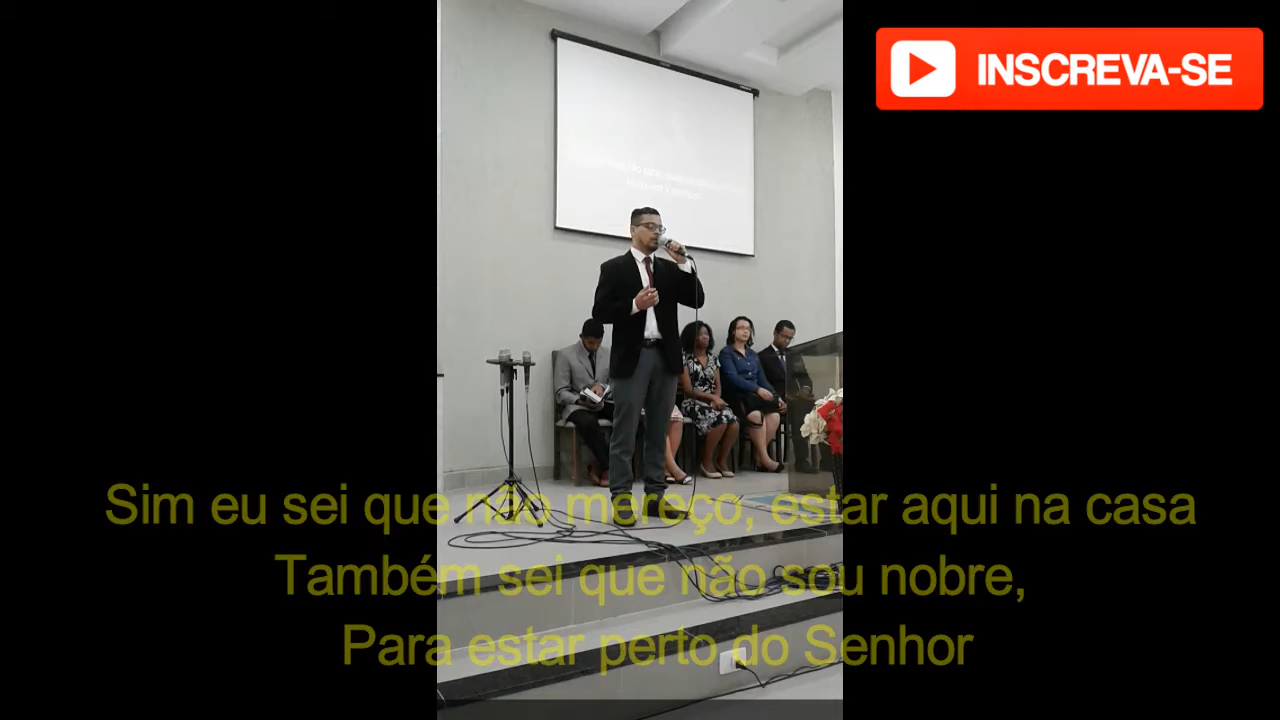 INSCREVA-SE
Sim eu sei que não mereço, estar aqui na casa
Também sei que não sou nobre,
Para estar perto do Senhor